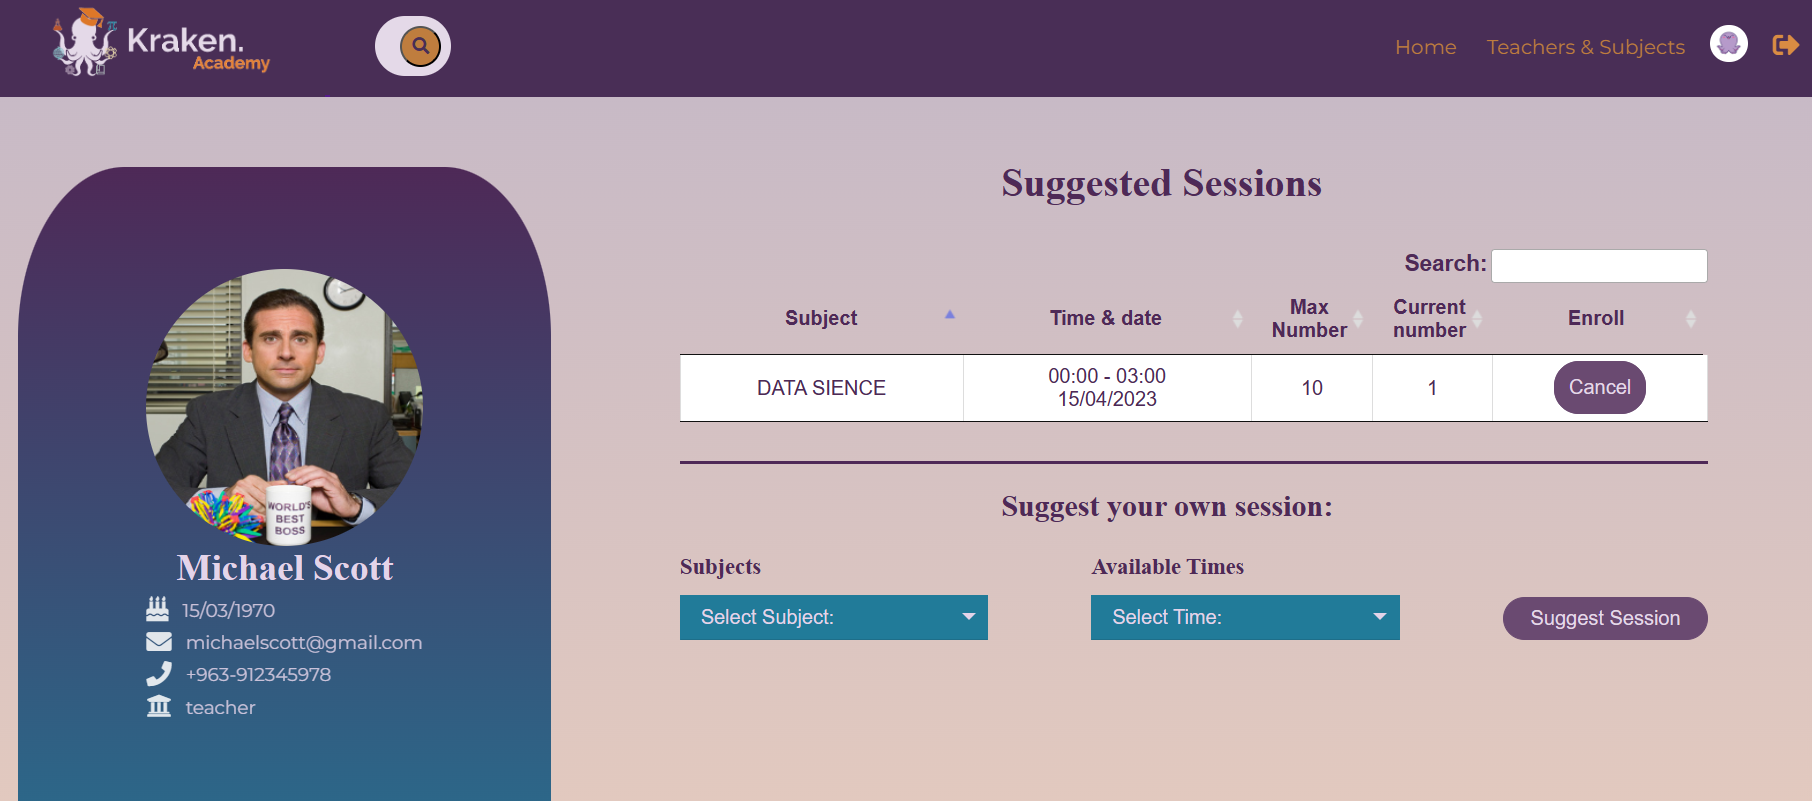 Kraken.
Academy
Home
Teachers & Subjects
WORLD'S
BEST
BOSS
Michael Scott
15/03/1970
michaelscott@gmail.com
+963-912345978
teacher
Suggested Sessions
Search:
Subject
Time & date
Max
Number
Current
number
Enroll
DATA SIENCE
00:00 - 03:00
15/04/2023
10
1
Cancel
Suggest your own session:
Subjects
Available Times
Select Subject:
Select Time:
Suggest Session